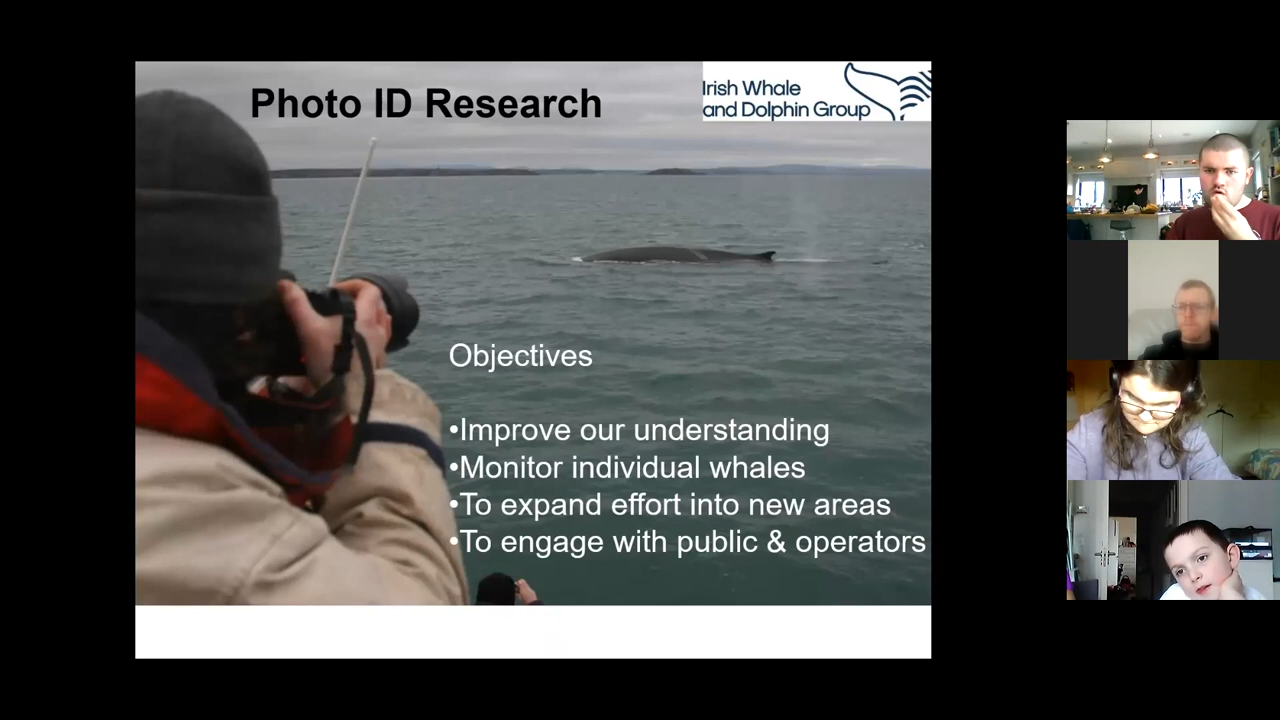 Photo ID Research
Irish Whale
and Dolphin Group
Objectives
•Improve our understanding
•Monitor individual whales
•To expand effort into new areas
•To engage with public & operators